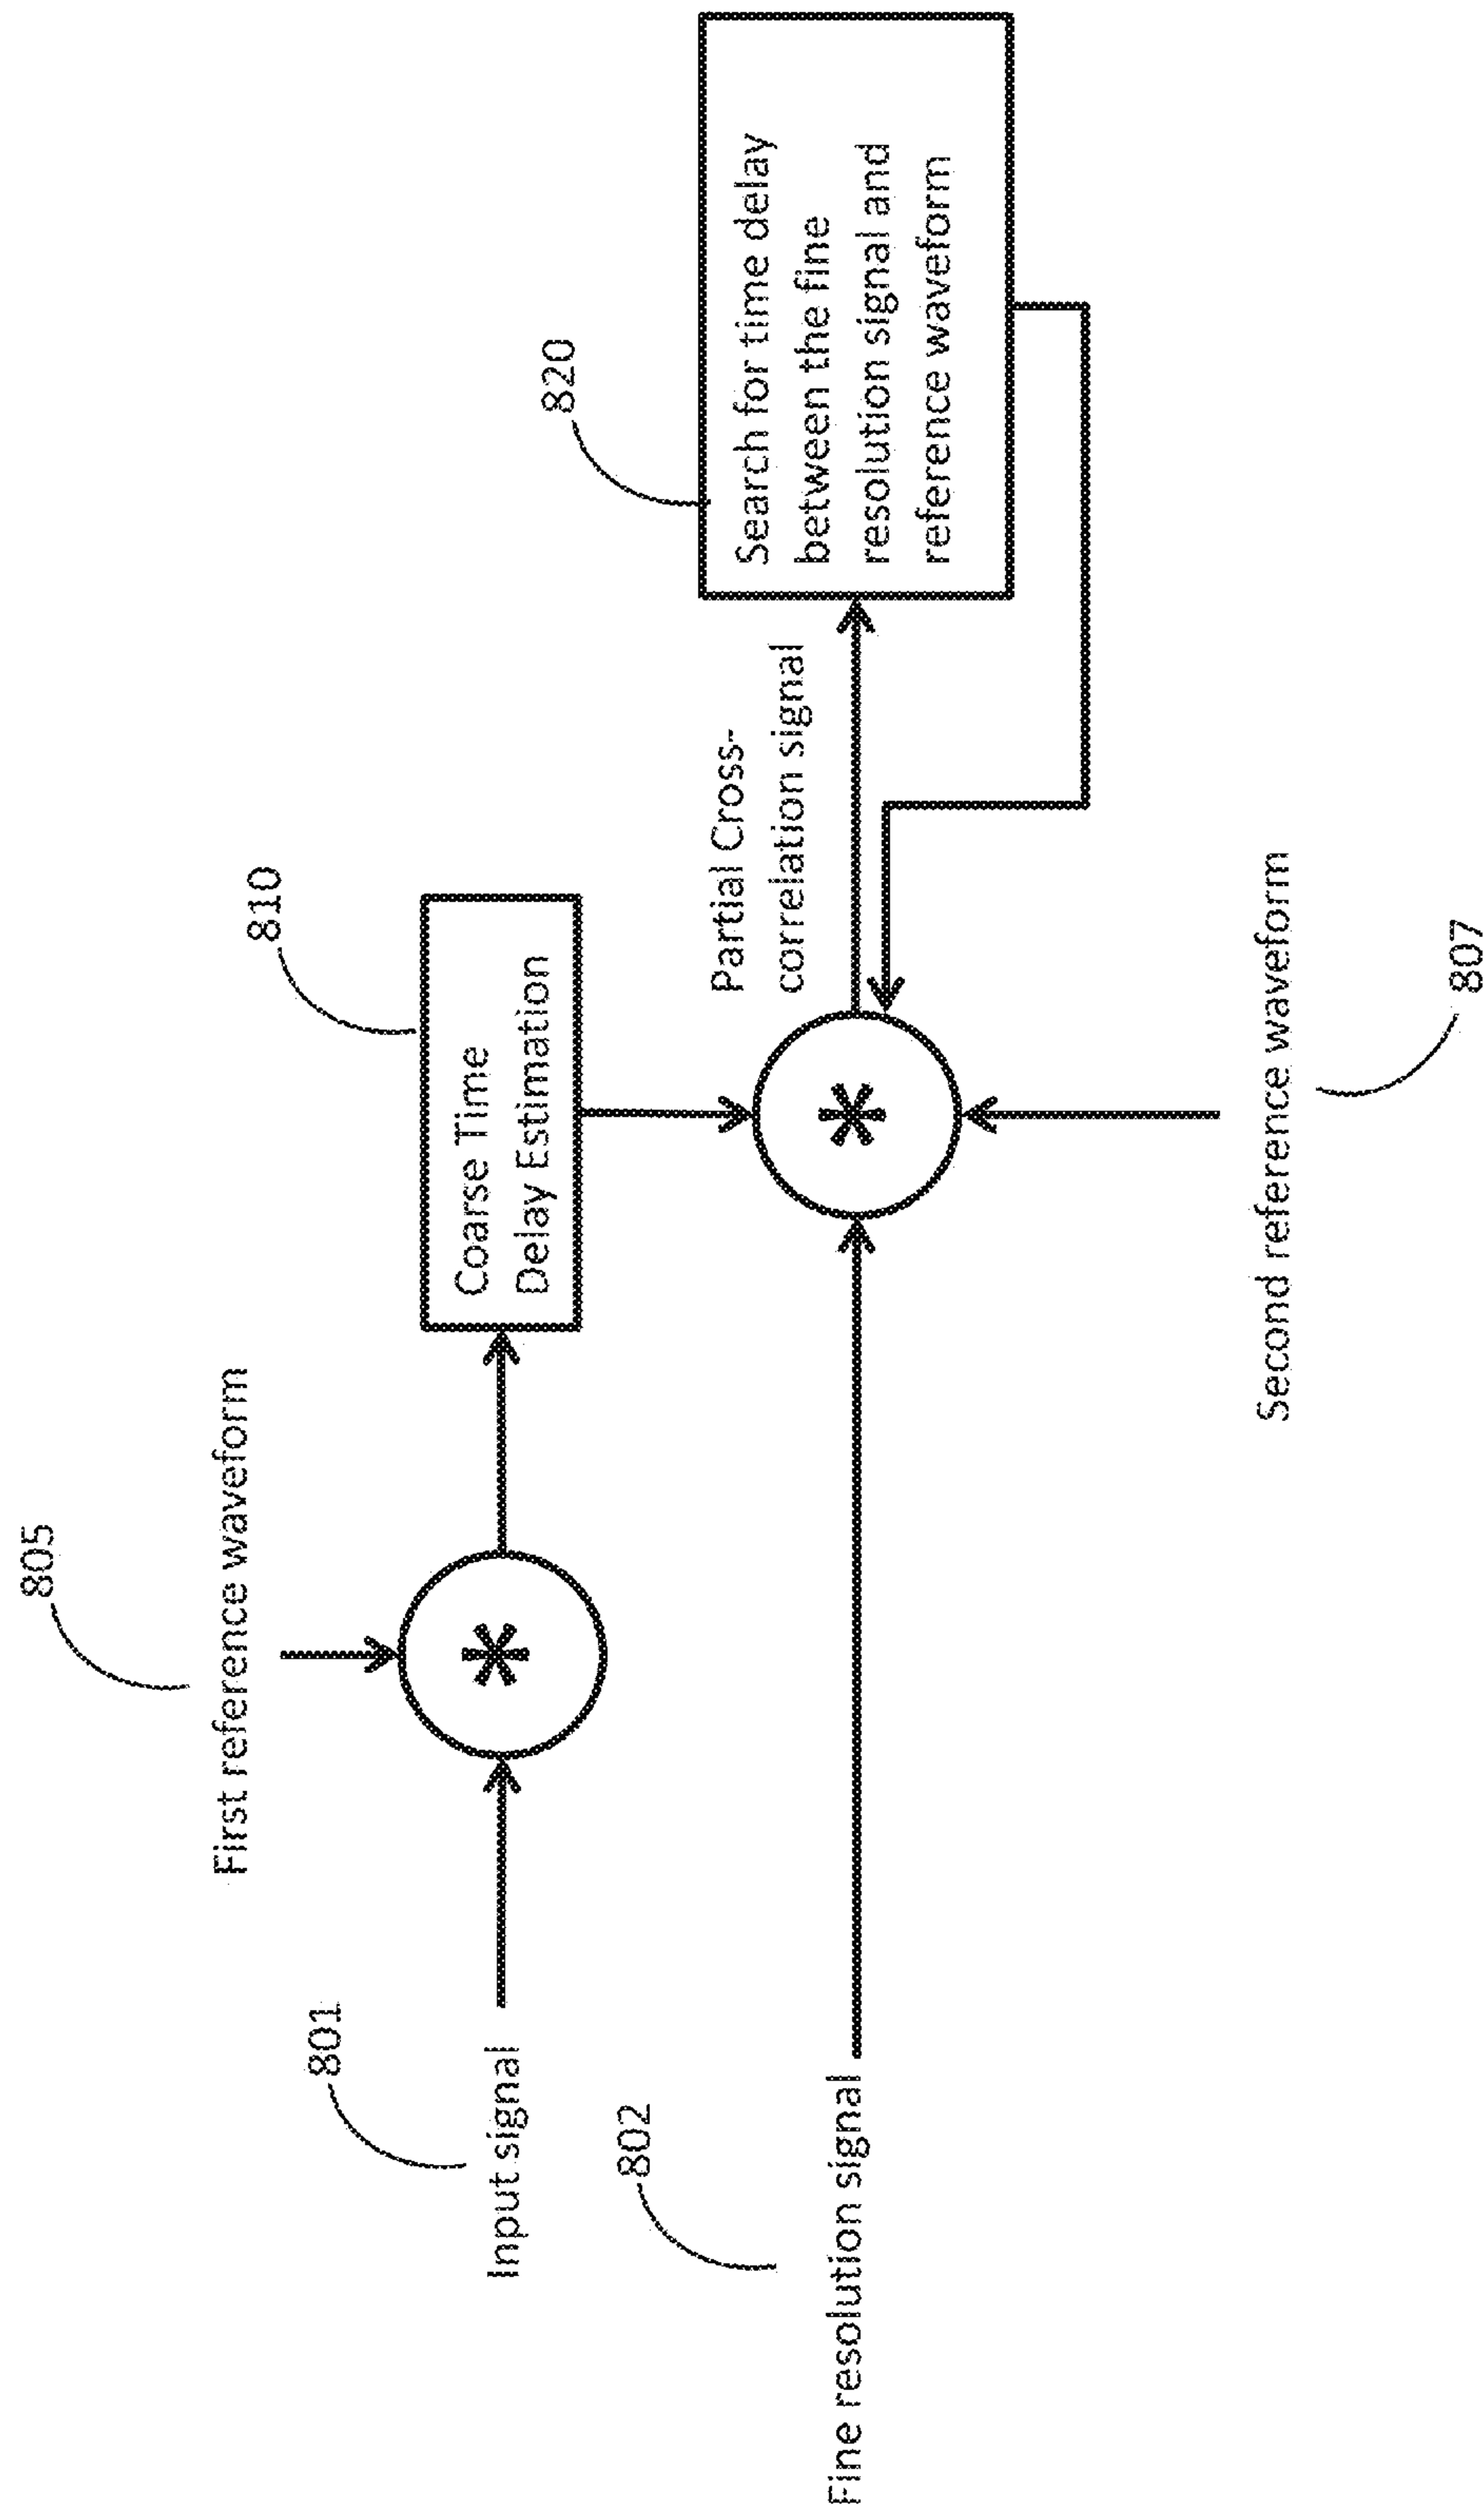 805
First reference waveform
801
Input signal
810
Coarse Time
Delay Estimation
802
Fine resolution signal
Partial Cross-
correlation signal
820
Search for time delay
between the fine
resolution signal and
reference waveform
Second reference waveform
807
*
*